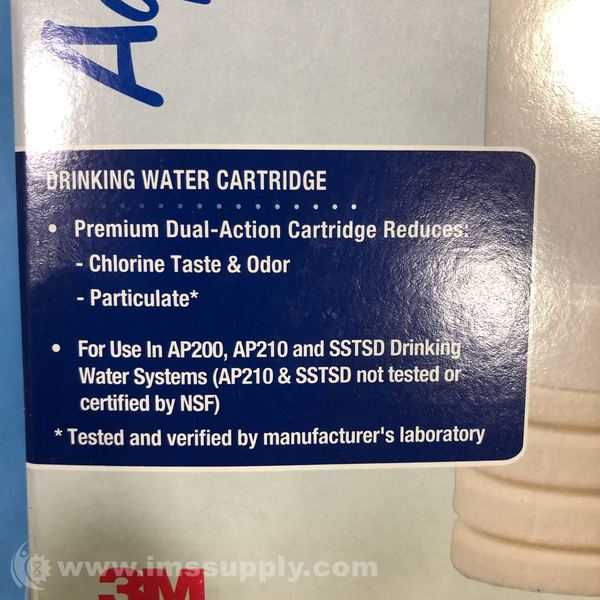 DRINKING WATER CARTRIDGE
• Premium Dual-Action Cartridge Reduces:
- Chlorine Taste & Odor
- Particulate*
• For Use In AP200, AP210 and SSTSD Drinking
Water Systems (AP210 & SSTSD not tested or
certified by NSF)
* Tested and verified by manufacturer's laboratory
3M
www.imssupply.com